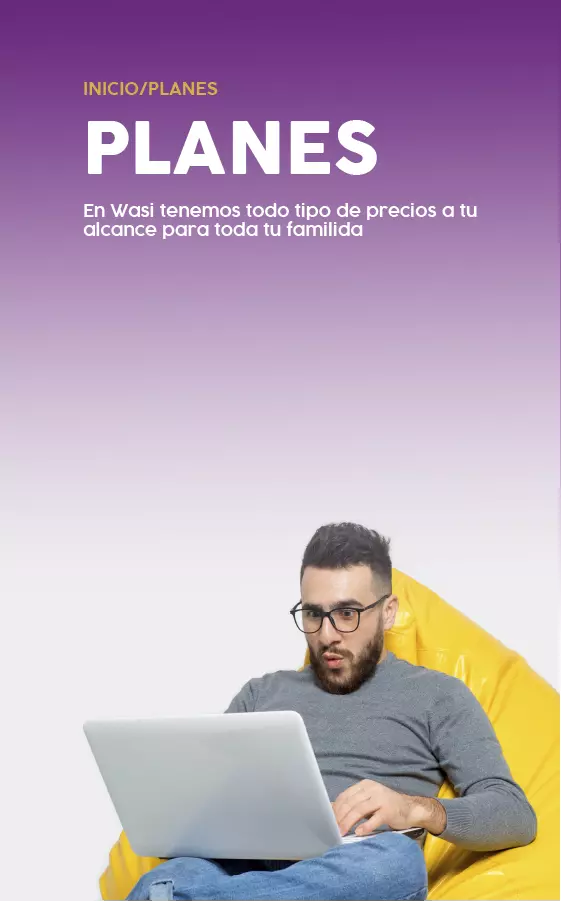 INICIO/PLANES
PLANES
En Wasi tenemos todo tipo de precios a tu
alcance para toda tu familida